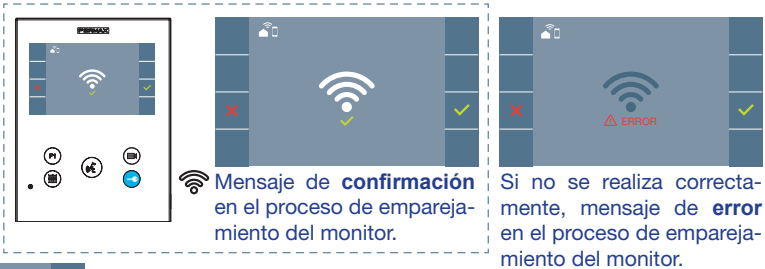 FERMAX
P1
ERROR
Mensaje de confirmación
en el proceso de empareja-
miento del monitor.
Si no se realiza correcta-
mente, mensaje de error
en el proceso de empareja-
miento del monitor.